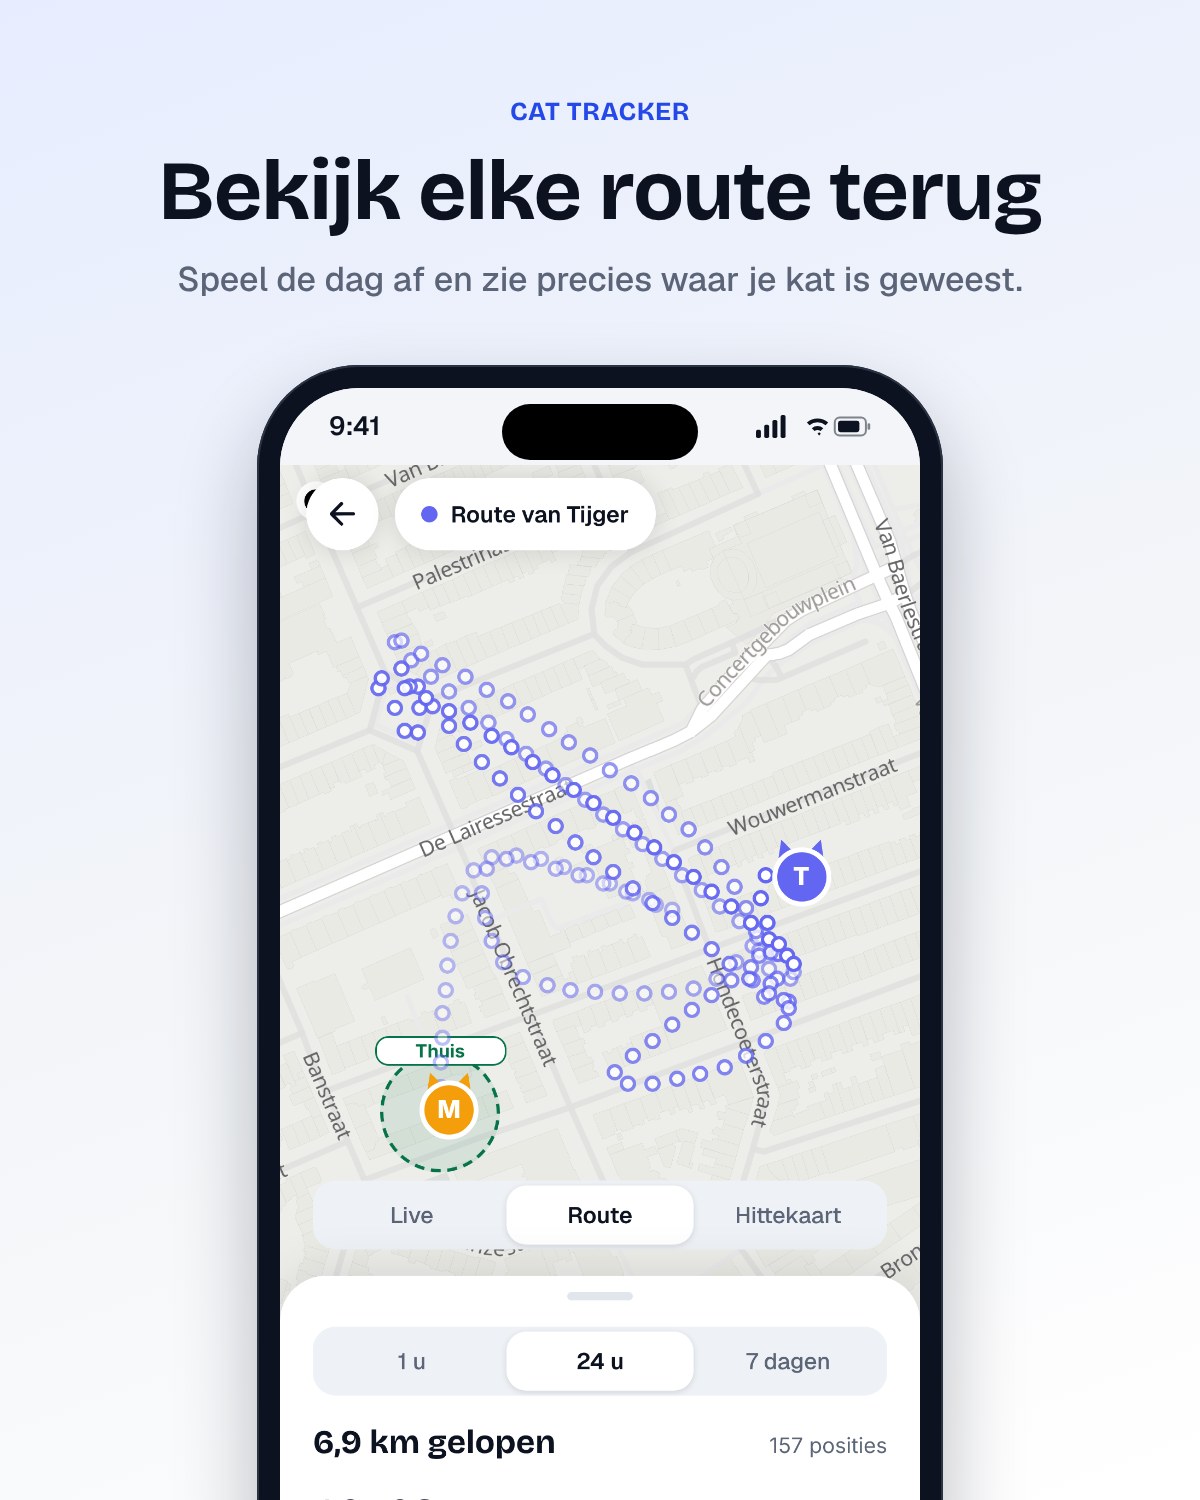 CAT TRACKER
Bekijk elke route terug
Speel de dag af en zie precies waar je kat is geweest.
9:41
Route van Tijger
Van Baerlestr
Concertgebouwplein
De Lairessestraat
Wouwermanstraat
T
Jacob Obrechtstraat
Hondecoeterstraat
Thuis
M
Banstraat
Live
Route
Hittekaart
1 u
24 u
7 dagen
6,9 km gelopen
157 posities